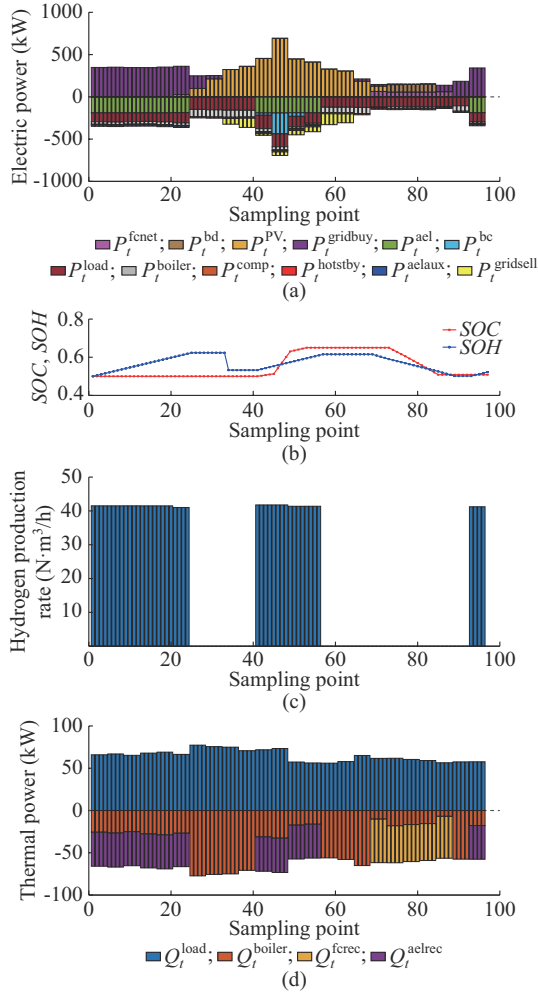 1000
500
0
-500
-1000
Electric power (kW)
0 20 40 60 80 100
Sampling point
P_t^fcnet; P_t^bd; P_t^PV; P_t^gridbuy; P_t^ael; P_t^bc
P_t^load; P_t^boiler; P_t^comp; P_t^hotstby; P_t^aelaux; P_t^gridsell
(a)
0.8
0.6
0.4
SOC, SOH
SOC
SOH
0 20 40 60 80 100
Sampling point
(b)
50
40
30
20
10
Hydrogen production
rate (N·m³/h)
0 20 40 60 80 100
Sampling point
(c)
100
50
0
-50
-100
Thermal power (kW)
0 20 40 60 80 100
Sampling point
Q_t^load; Q_t^boiler; Q_t^fcrec; Q_t^aelrec
(d)